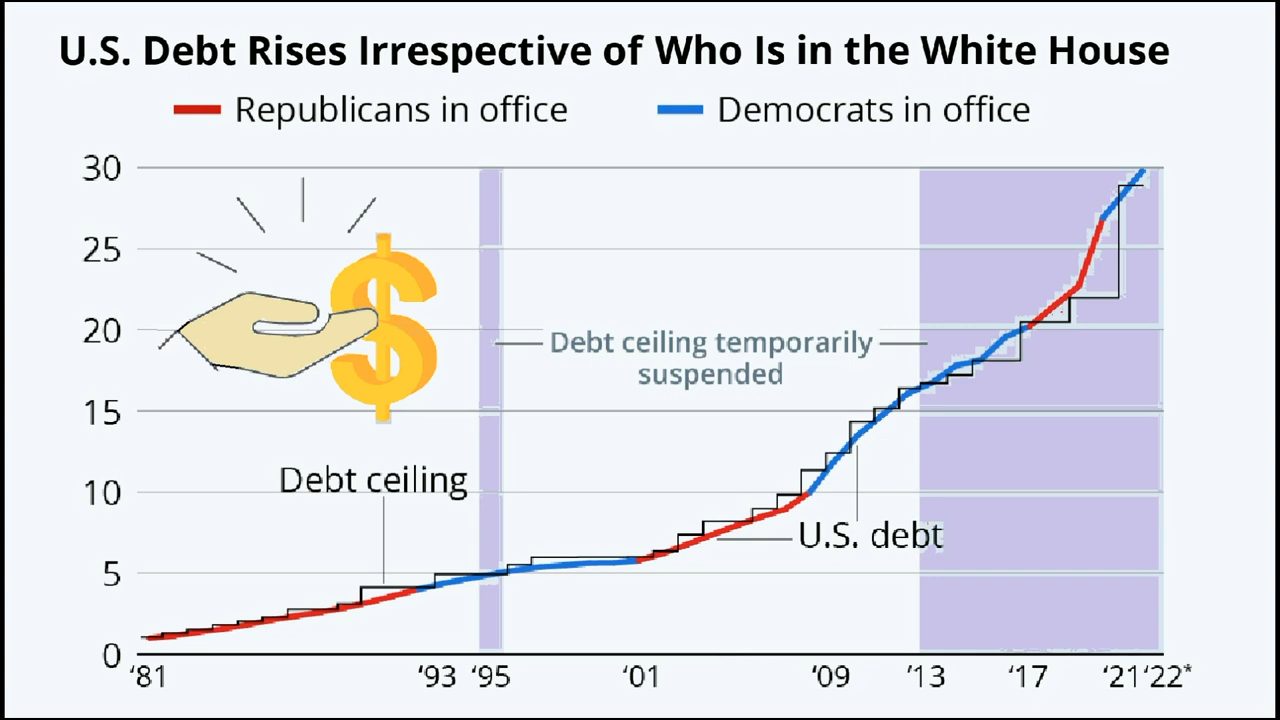 U.S. Debt Rises Irrespective of Who Is in the White House
Republicans in office Democrats in office
30
25
20
15
10
5
0
Debt ceiling temporarily
suspended
Debt ceiling
U.S. debt
‘81 ‘93 ‘95 ‘01 ‘09 ‘13 ‘17 ‘21 ‘22*